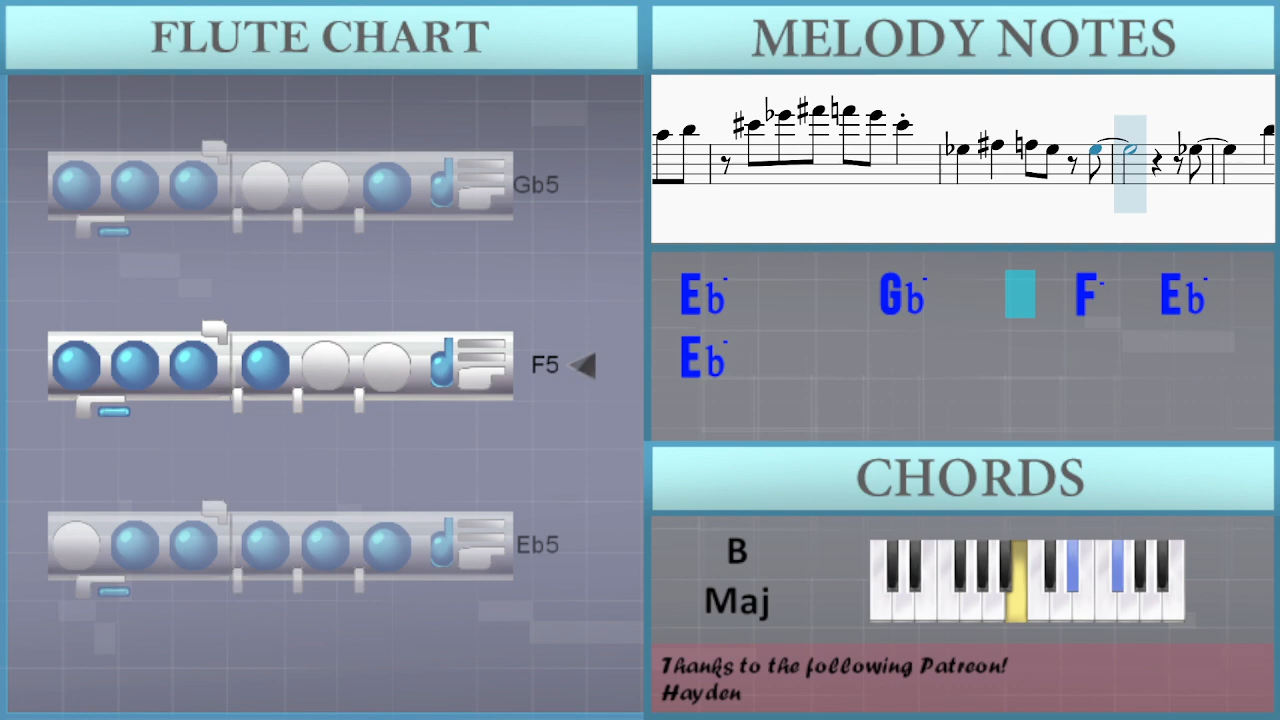 FLUTE CHART
Gb5
F5
Eb5
MELODY NOTES
Eb- Gb- F- Eb-
Eb-
CHORDS
B
Maj
Thanks to the following Patreon!
Hayden